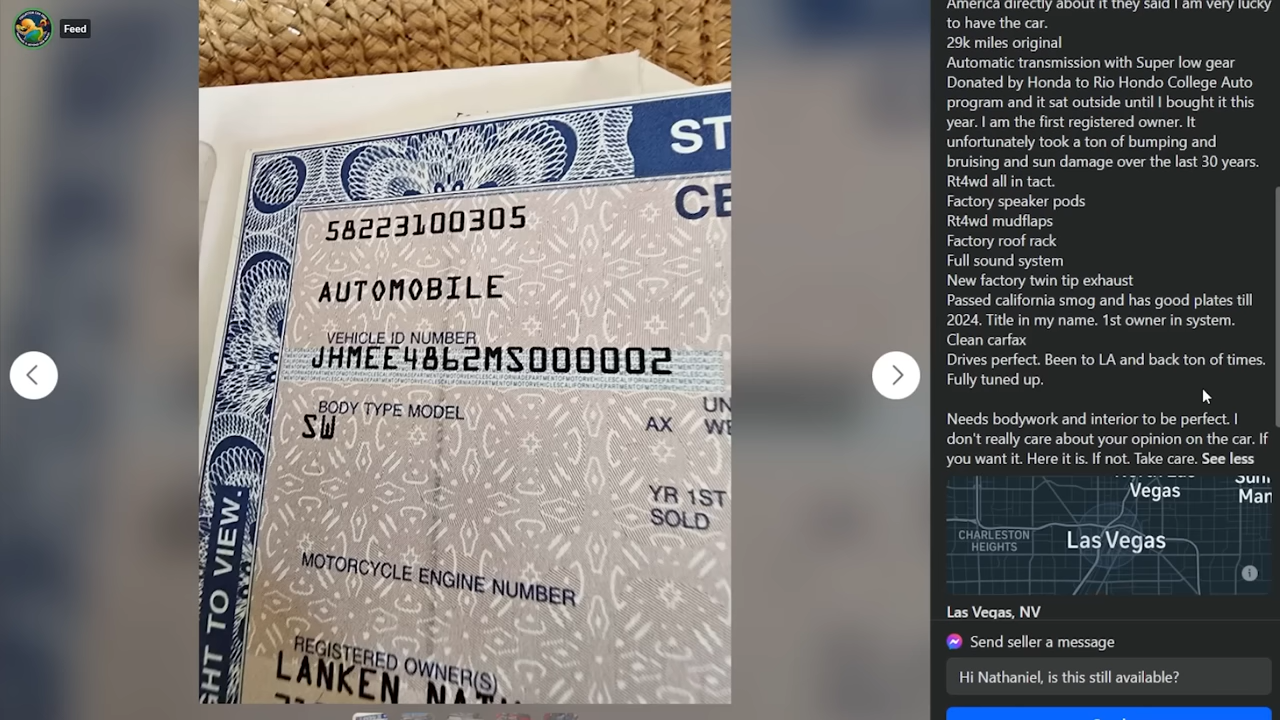 Feed
ST
CE
58223100305
AUTOMOBILE
VEHICLE ID NUMBER
JHMEE4862MS000002
BODY TYPE MODEL
SW
AX
UN
WE
YR 1ST
SOLD
MOTORCYCLE ENGINE NUMBER
REGISTERED OWNER(S)
LANKEN NAT
GHT TO VIEW.
America directly about it they said I am very lucky
to have the car.
29k miles original
Automatic transmission with Super low gear
Donated by Honda to Rio Hondo College Auto
program and it sat outside until I bought it this
year. I am the first registered owner. It
unfortunately took a ton of bumping and
bruising and sun damage over the last 30 years.
Rt4wd all in tact.
Factory speaker pods
Rt4wd mudflaps
Factory roof rack
Full sound system
New factory twin tip exhaust
Passed california smog and has good plates till
2024. Title in my name. 1st owner in system.
Clean carfax
Drives perfect. Been to LA and back ton of times.
Fully tuned up.
Needs bodywork and interior to be perfect. I
don't really care about your opinion on the car. If
you want it. Here it is. If not. Take care. See less
Vegas
Sun
Man
CHARLESTON
HEIGHTS
Las Vegas
Las Vegas, NV
Send seller a message
Hi Nathaniel, is this still available?